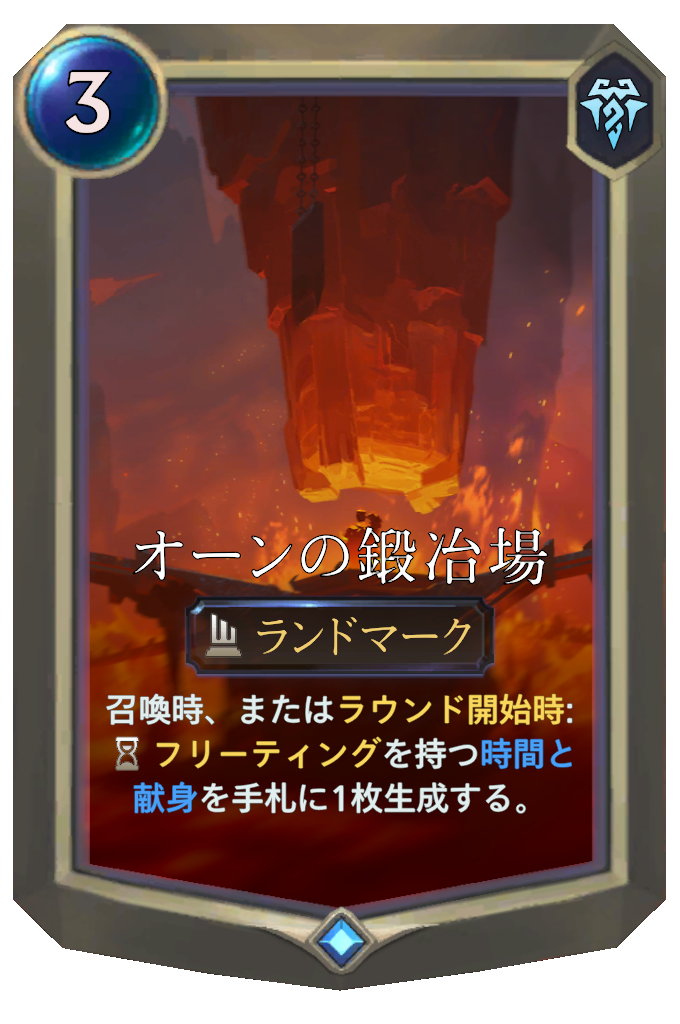 3
オーンの鍛冶場
ランドマーク
召喚時、またはラウンド開始時:
フリーティングを持つ時間と
献身を手札に1枚生成する。